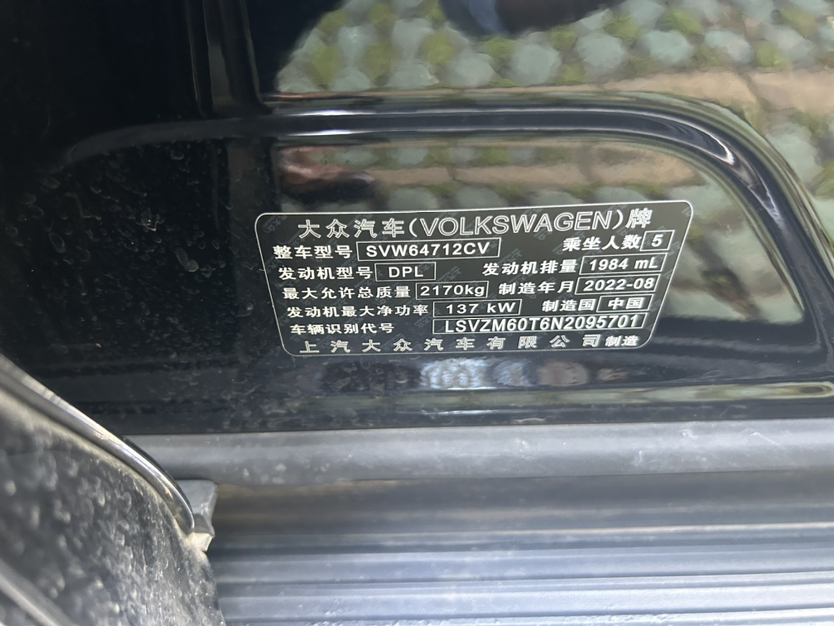 大众汽车(VOLKSWAGEN)牌
整车型号 SVW64712CV 乘坐人数 5
发动机型号 DPL 发动机排量 1984 mL
最大允许总质量 2170kg 制造年月 2022-08
发动机最大净功率 137 kW 制造国 中国
车辆识别代号 LSVZM60T6N2095701
上汽大众汽车有限公司制造